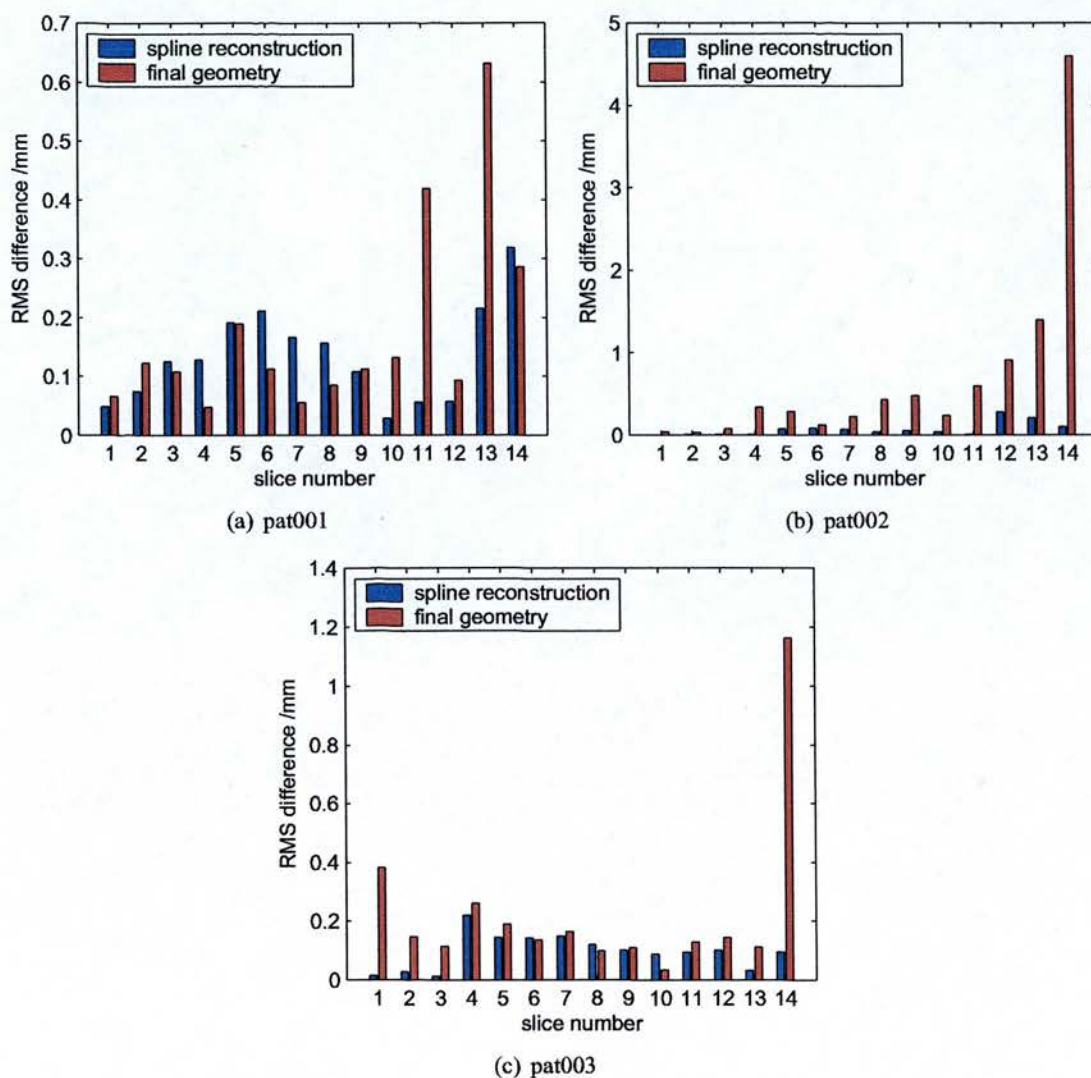 0.7
0.6
0.5
0.4
0.3
0.2
0.1
0
RMS difference /mm
spline reconstruction
final geometry
1 2 3 4 5 6 7 8 9 10 11 12 13 14
slice number
(a) pat001
5
4
3
2
1
0
RMS difference /mm
spline reconstruction
final geometry
1 2 3 4 5 6 7 8 9 10 11 12 13 14
slice number
(b) pat002
1.4
1.2
1
0.8
0.6
0.4
0.2
0
RMS difference /mm
spline reconstruction
final geometry
1 2 3 4 5 6 7 8 9 10 11 12 13 14
slice number
(c) pat003